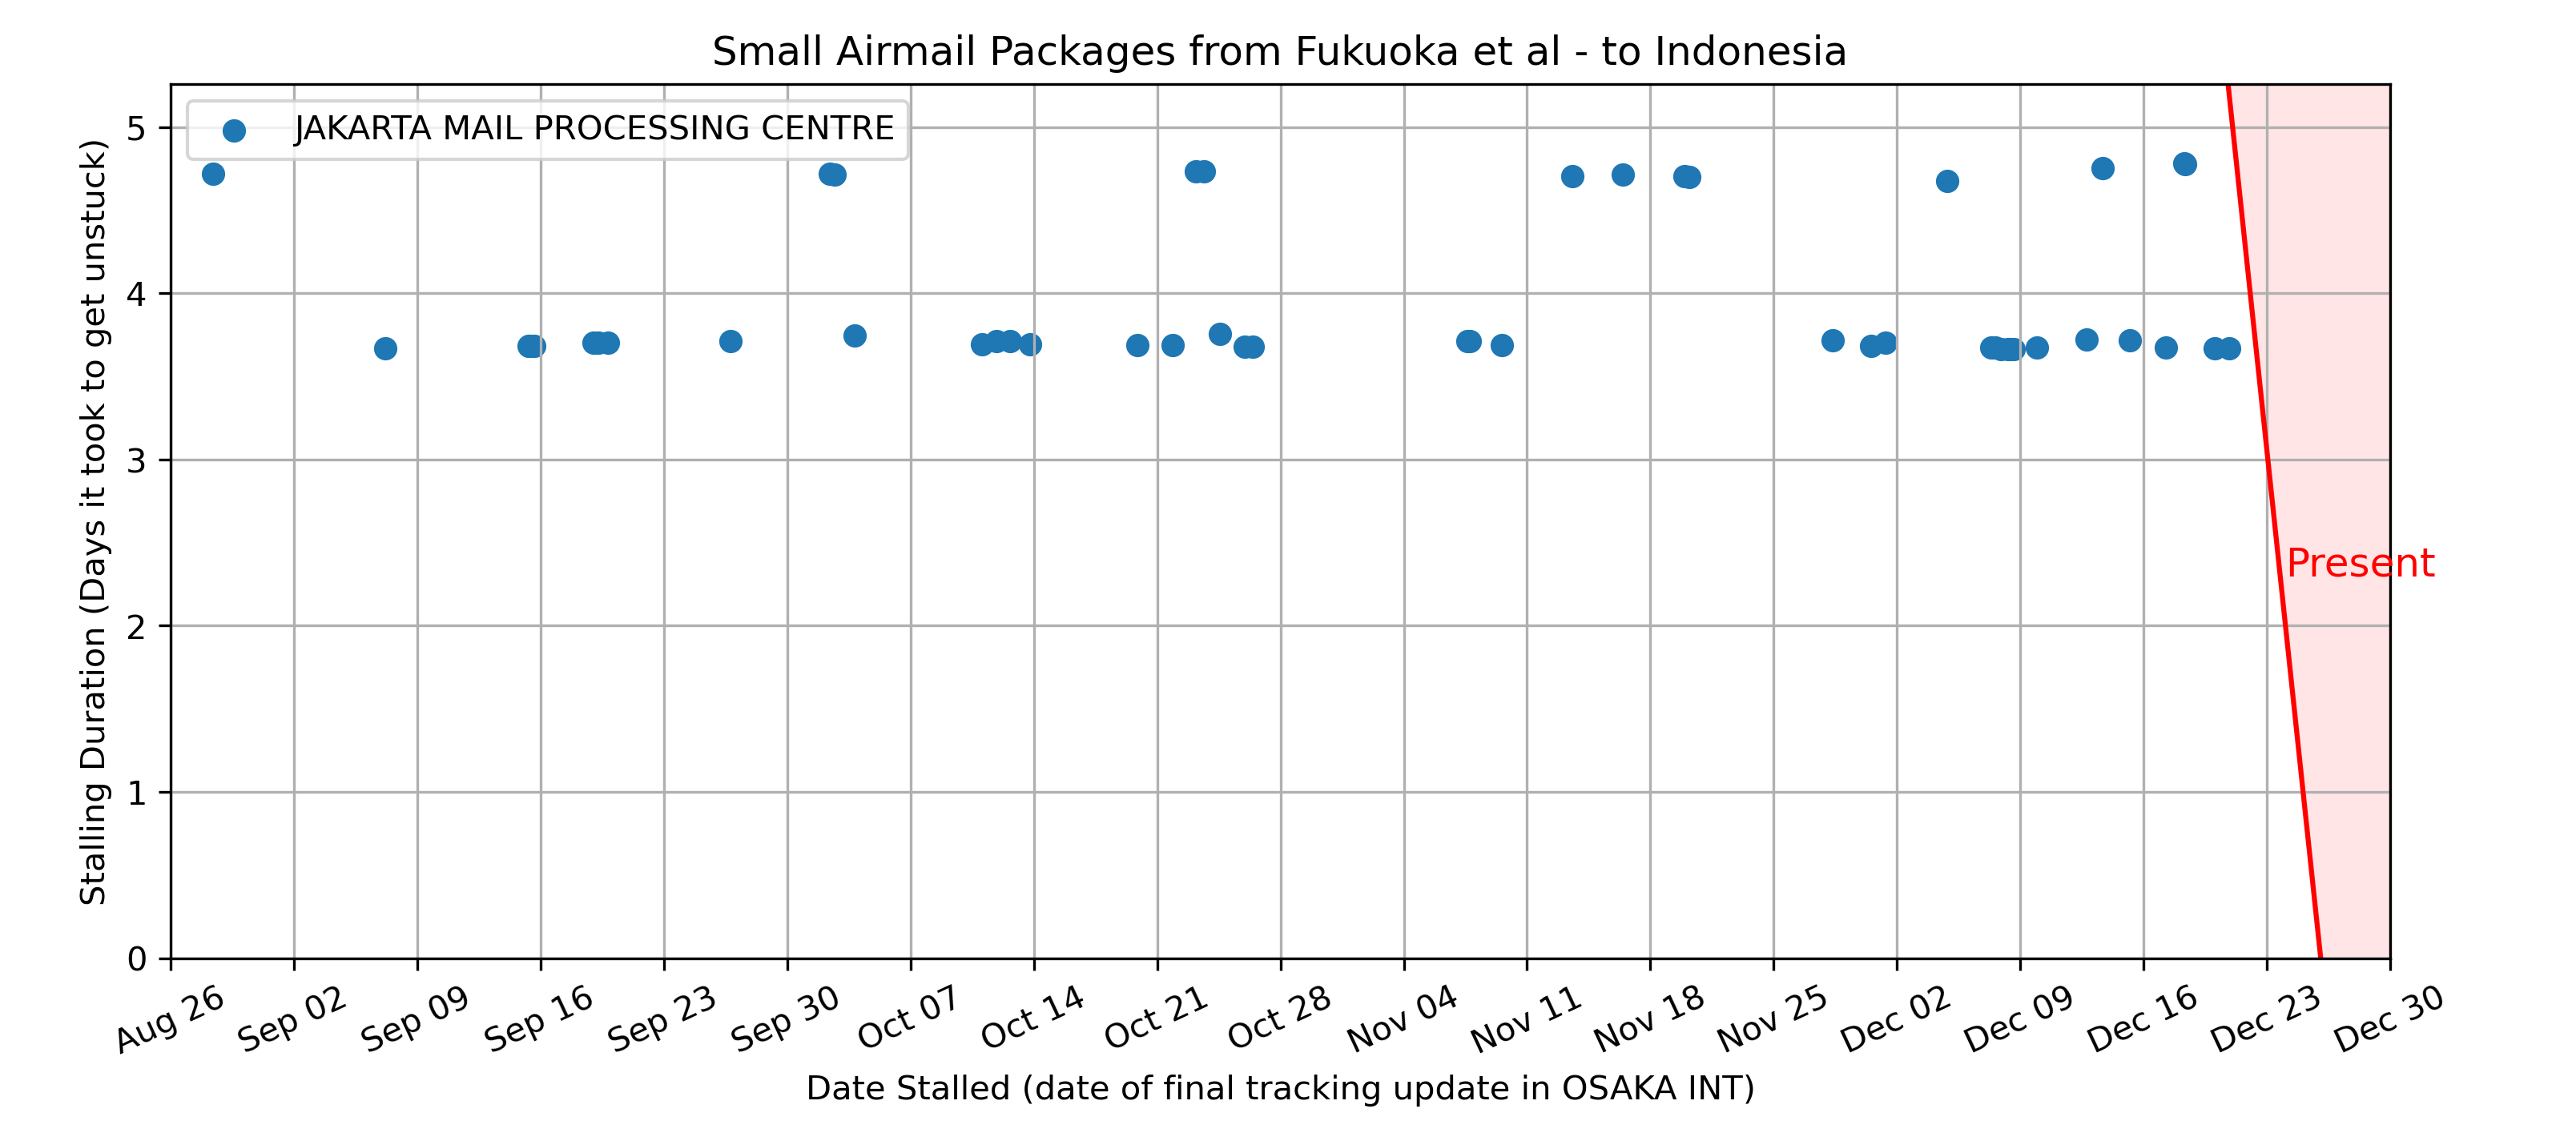 Small Airmail Packages from Fukuoka et al - to Indonesia
JAKARTA MAIL PROCESSING CENTRE
Stalling Duration (Days it took to get unstuck)
5
4
3
2
1
0
Present
Aug 26
Sep 02
Sep 09
Sep 16
Sep 23
Sep 30
Oct 07
Oct 14
Oct 21
Oct 28
Nov 04
Nov 11
Nov 18
Nov 25
Dec 02
Dec 09
Dec 16
Dec 23
Dec 30
Date Stalled (date of final tracking update in OSAKA INT)